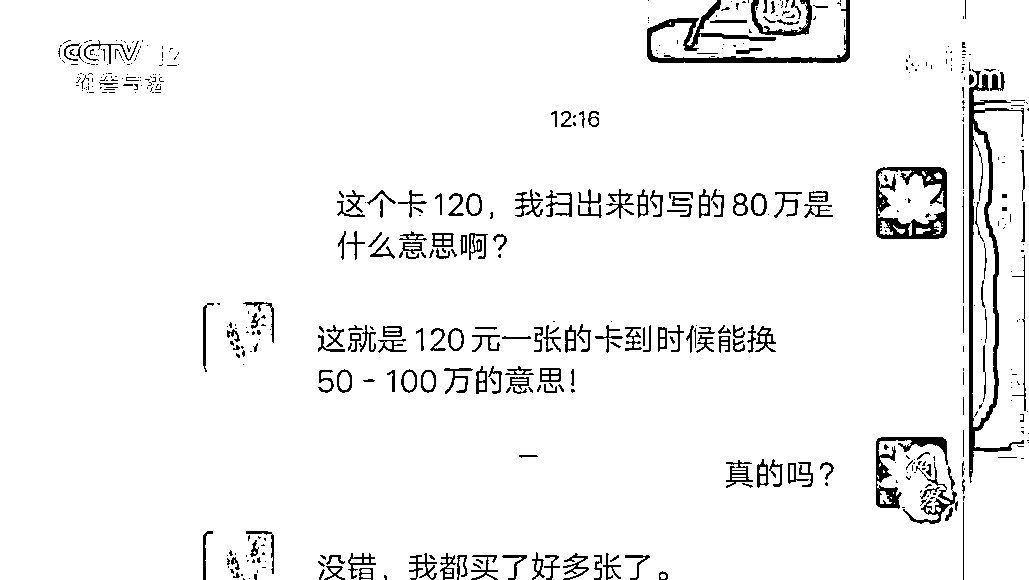 CCTV 12
社会与法
12:16
这个卡120，我扫出来的写的80万是
什么意思啊？
这就是120元一张的卡到时候能换
50-100万的意思！
真的吗？
洞察
没错，我都买了好多张了。